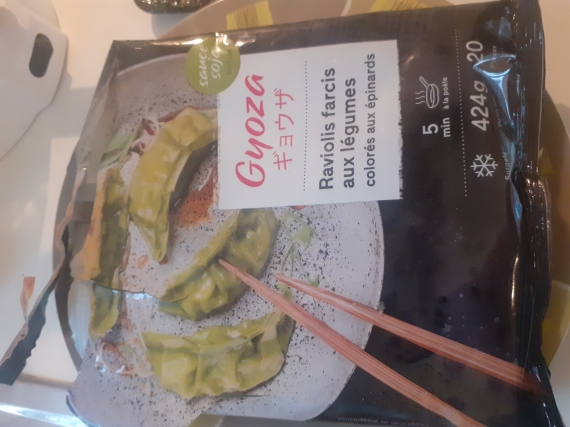 sauce
soja
Gyoza
ギョウザ
Raviolis farcis
aux légumes
colorés aux épinards
5
min
à la poêle
424g
20